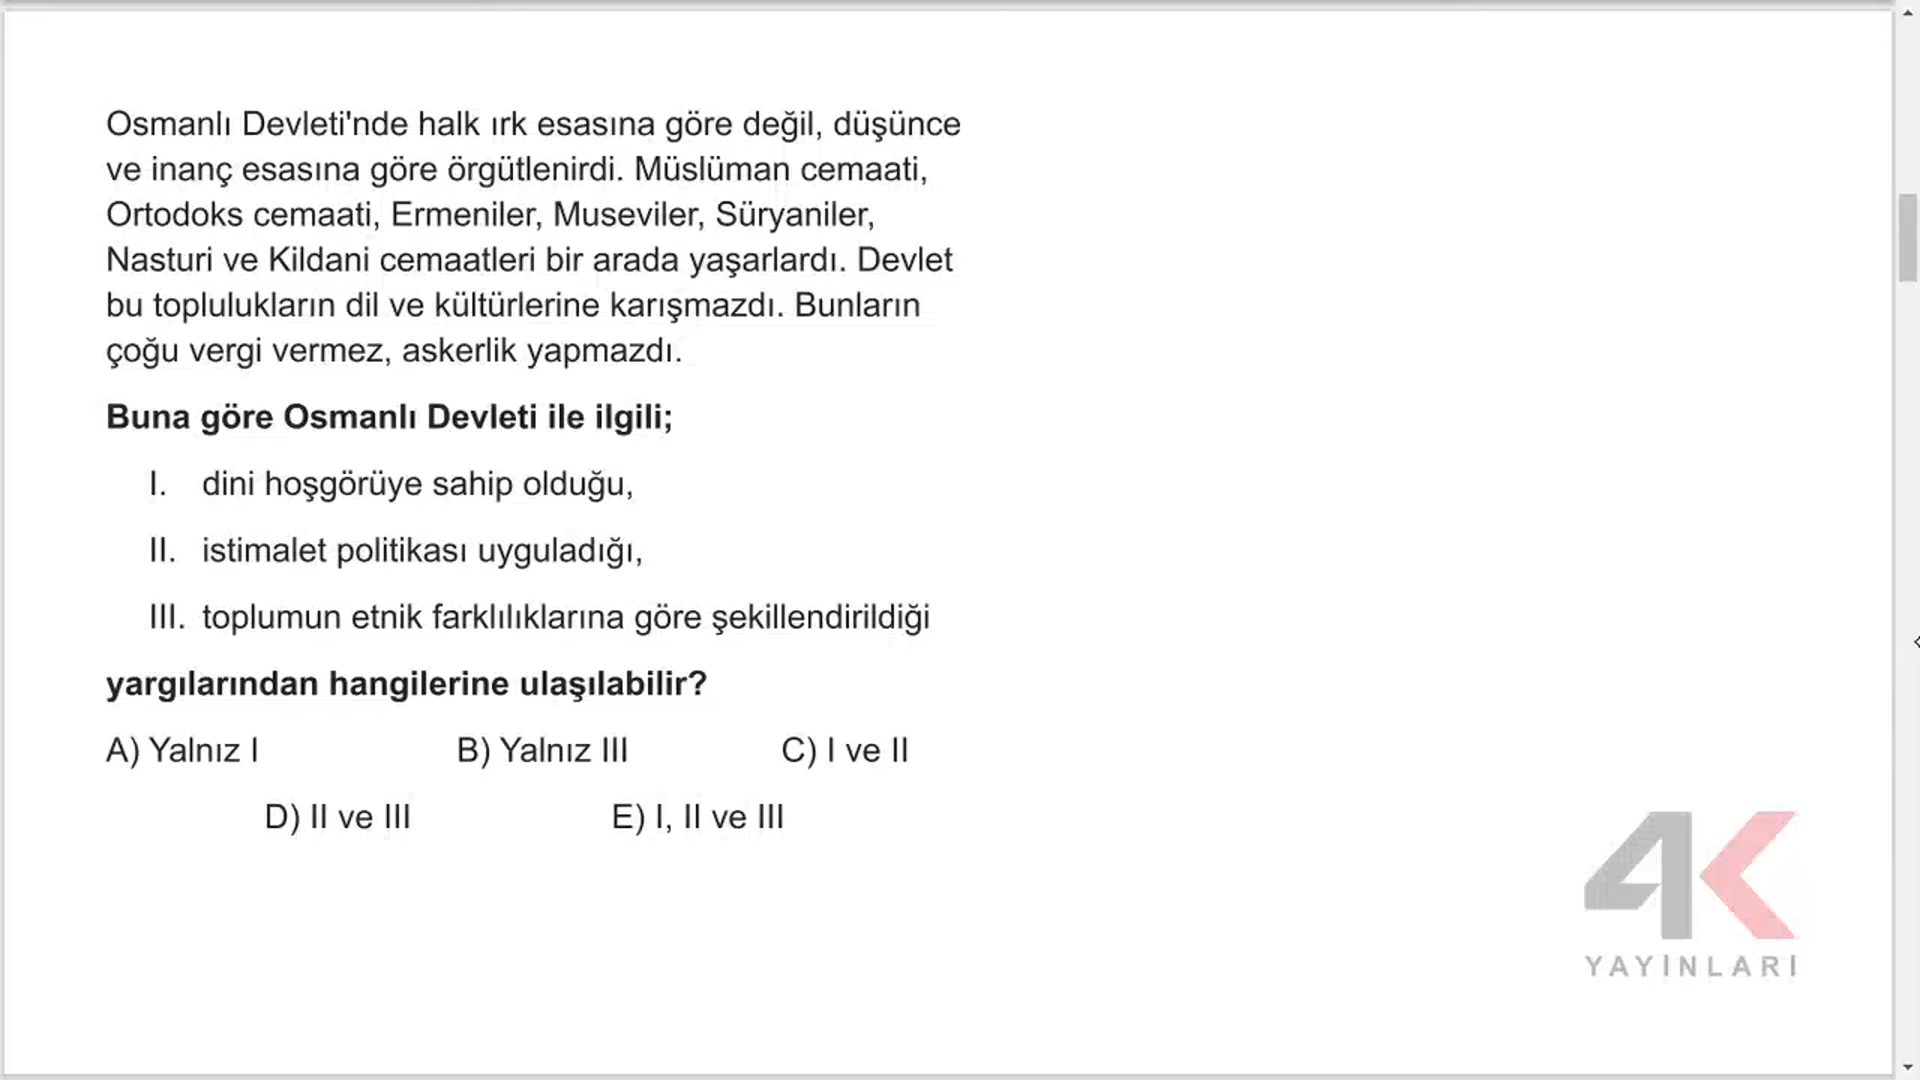 Osmanlı Devleti'nde halk ırk esasına göre değil, düşünce
ve inanç esasına göre örgütlenirdi. Müslüman cemaati,
Ortodoks cemaati, Ermeniler, Museviler, Süryaniler,
Nasturi ve Kildani cemaatleri bir arada yaşarlardı. Devlet
bu toplulukların dil ve kültürlerine karışmazdı. Bunların
çoğu vergi vermez, askerlik yapmazdı.
Buna göre Osmanlı Devleti ile ilgili;
I. dini hoşgörüye sahip olduğu,
II. istimalet politikası uyguladığı,
III. toplumun etnik farklılıklarına göre şekillendirildiği
yargılarından hangilerine ulaşılabilir?
A) Yalnız I B) Yalnız III C) I ve II
D) II ve III E) I, II ve III
4K
YAYINLARI